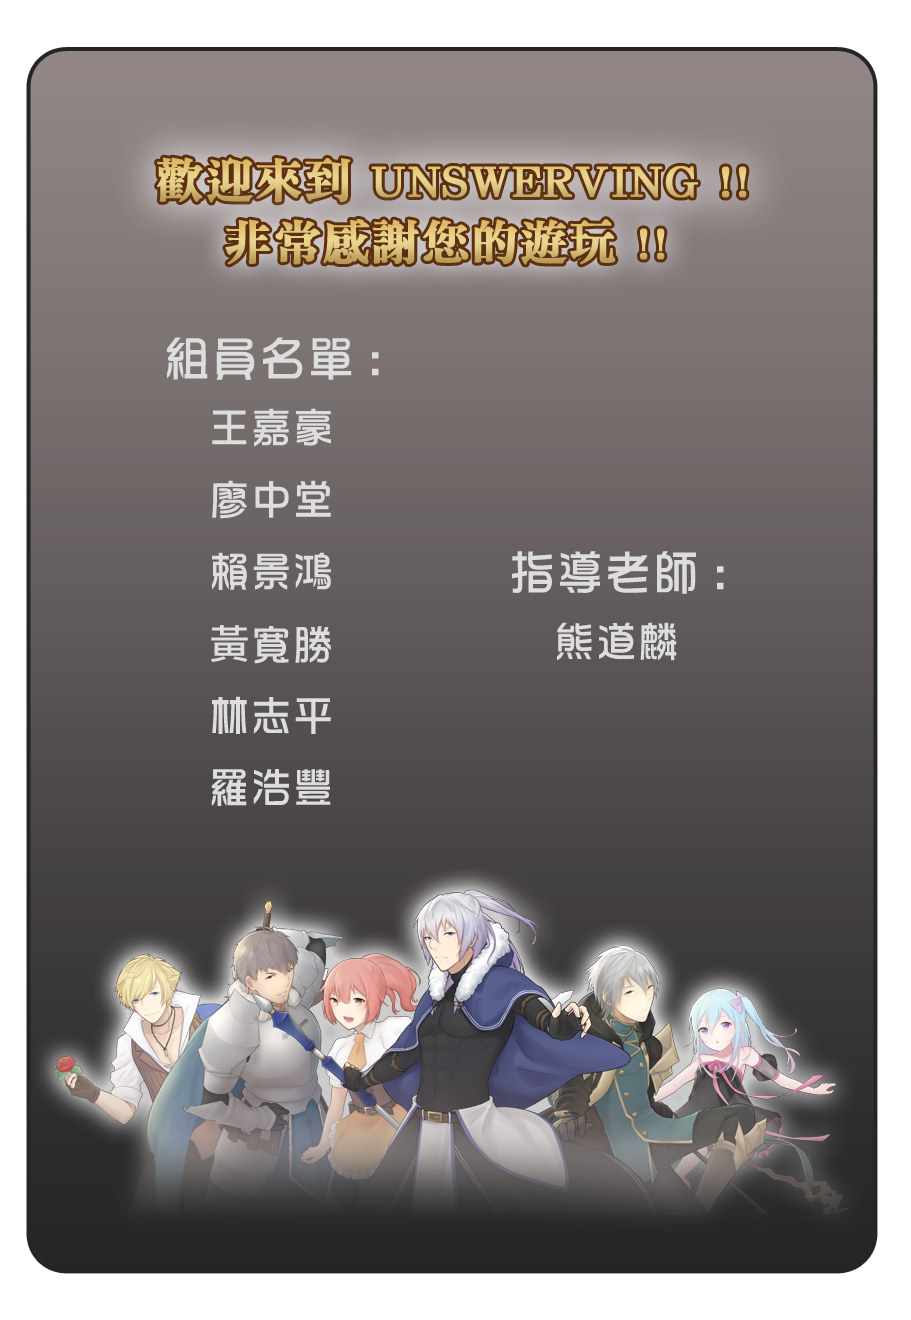 歡迎來到 UNSWERVING !!
非常感謝您的遊玩 !!
組員名單：
王嘉豪
廖中堂
賴景鴻
黃寬勝
林志平
羅浩豐
指導老師：
熊道麟